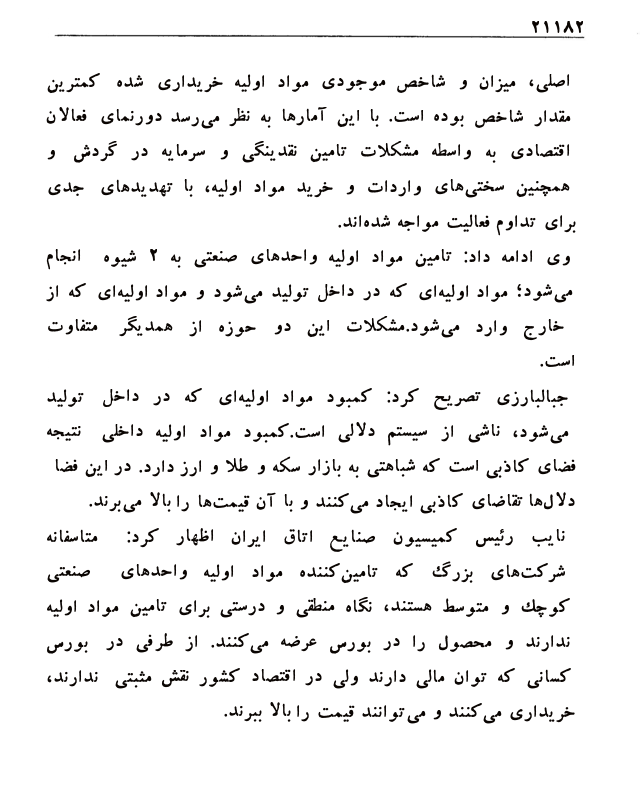 ۲۱۱۸۲
اصلی، میزان و شاخص موجودی مواد اولیه خریداری شده کمترین
مقدار شاخص بوده است. با این آمارها به نظر می‌رسد دورنمای فعالان
اقتصادی به واسطه مشکلات تامین نقدینگی و سرمایه در گردش و
همچنین سختی‌های واردات و خرید مواد اولیه، با تهدیدهای جدی
برای تداوم فعالیت مواجه شده‌اند.
وی ادامه داد: تامین مواد اولیه واحدهای صنعتی به ۲ شیوه انجام
می‌شود؛ مواد اولیه‌ای که در داخل تولید می‌شود و مواد اولیه‌ای که از
خارج وارد می‌شود.مشکلات این دو حوزه از همدیگر متفاوت
است.
جبالبارزی تصریح کرد: کمبود مواد اولیه‌ای که در داخل تولید
می‌شود، ناشی از سیستم دلالی است.کمبود مواد اولیه داخلی نتیجه
فضای کاذبی است که شباهتی به بازار سکه و طلا و ارز دارد. در این فضا
دلال‌ها تقاضای کاذبی ایجاد می‌کنند و با آن قیمت‌ها را بالا می‌برند.
نایب رئیس کمیسیون صنایع اتاق ایران اظهار کرد: متاسفانه
شرکت‌های بزرگ که تامین‌کننده مواد اولیه واحدهای صنعتی
کوچک و متوسط هستند، نگاه منطقی و درستی برای تامین مواد اولیه
ندارند و محصول را در بورس عرضه می‌کنند. از طرفی در بورس
کسانی که توان مالی دارند ولی در اقتصاد کشور نقش مثبتی ندارند،
خریداری می‌کنند و می‌توانند قیمت را بالا ببرند.